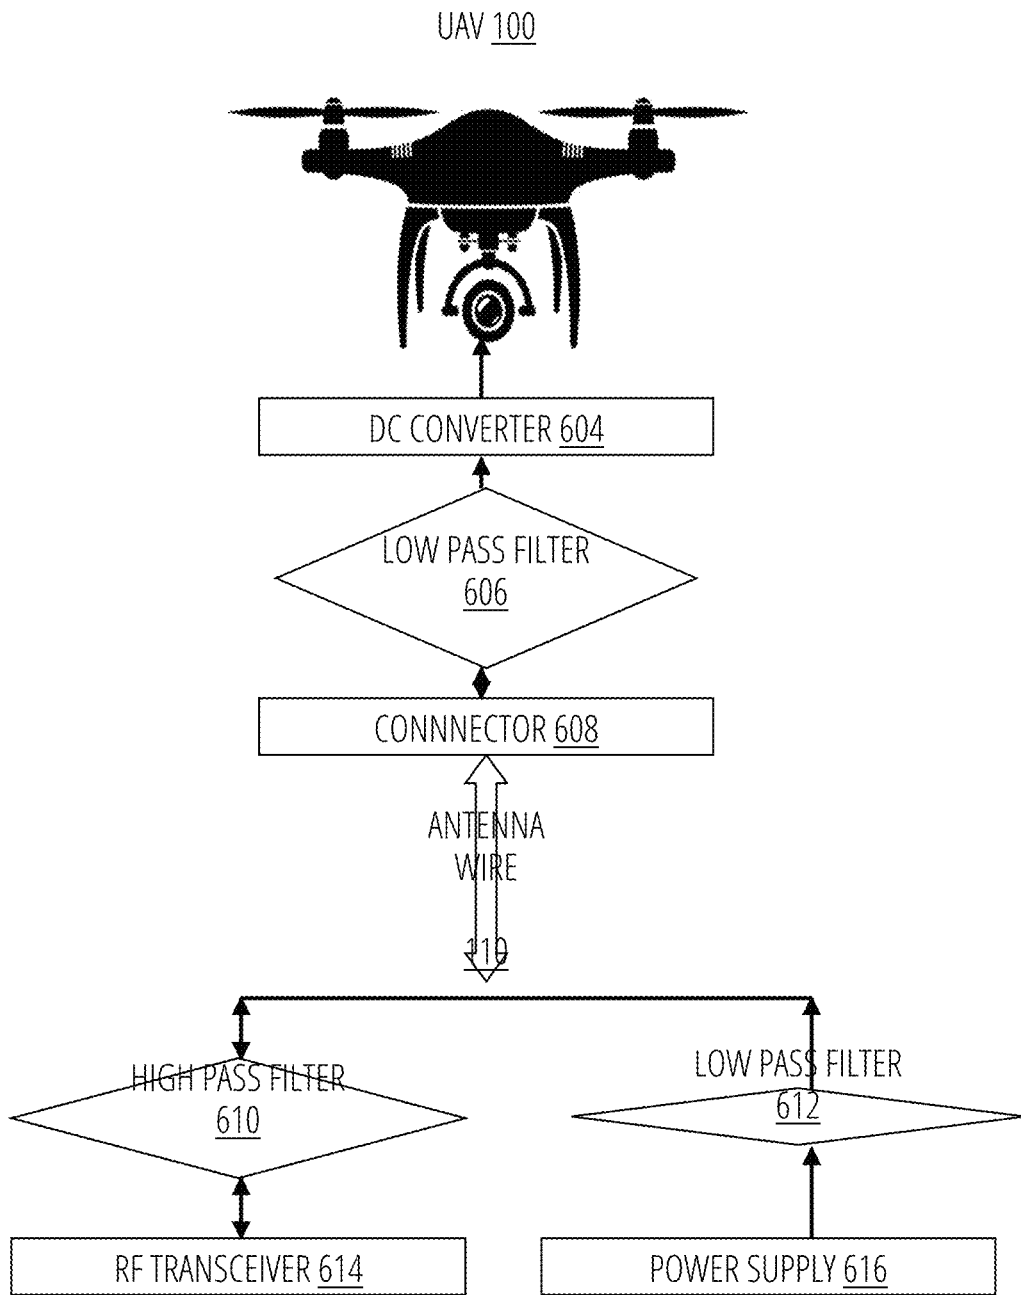 UAV 100
DC CONVERTER 604
LOW PASS FILTER
606
CONNNECTOR 608
ANTENNA
WIRE
110
HIGH PASS FILTER
610
LOW PASS FILTER
612
RF TRANSCEIVER 614
POWER SUPPLY 616